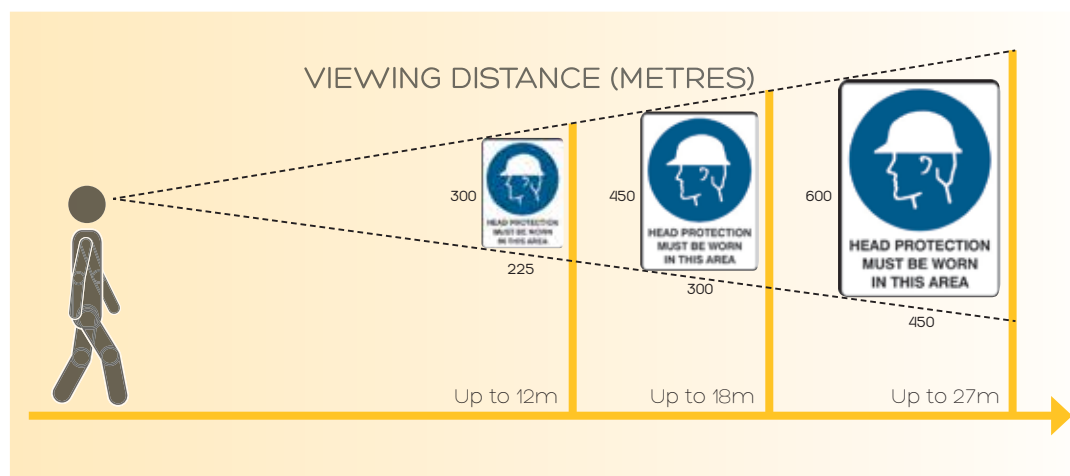 VIEWING DISTANCE (METRES)
300
HEAD PROTECTION
MUST BE WORN
IN THIS AREA
225
450
HEAD PROTECTION
MUST BE WORN
IN THIS AREA
300
600
HEAD PROTECTION
MUST BE WORN
IN THIS AREA
450
Up to 12m
Up to 18m
Up to 27m